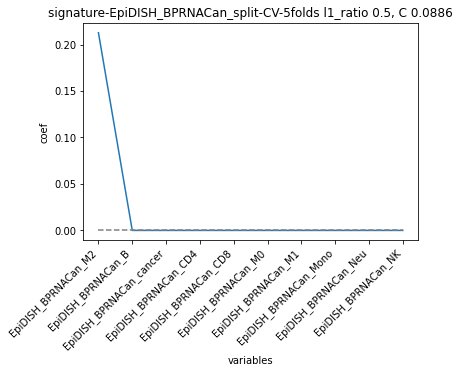 signature-EpiDISH_BPRNACan_split-CV-5folds l1_ratio 0.5, C 0.0886
0.20
0.15
0.10
0.05
0.00
coef
EpiDISH_BPRNACan_M2
EpiDISH_BPRNACan_B
EpiDISH_BPRNACan_cancer
EpiDISH_BPRNACan_CD4
EpiDISH_BPRNACan_CD8
EpiDISH_BPRNACan_M0
EpiDISH_BPRNACan_M1
EpiDISH_BPRNACan_Mono
EpiDISH_BPRNACan_Neu
EpiDISH_BPRNACan_NK
variables